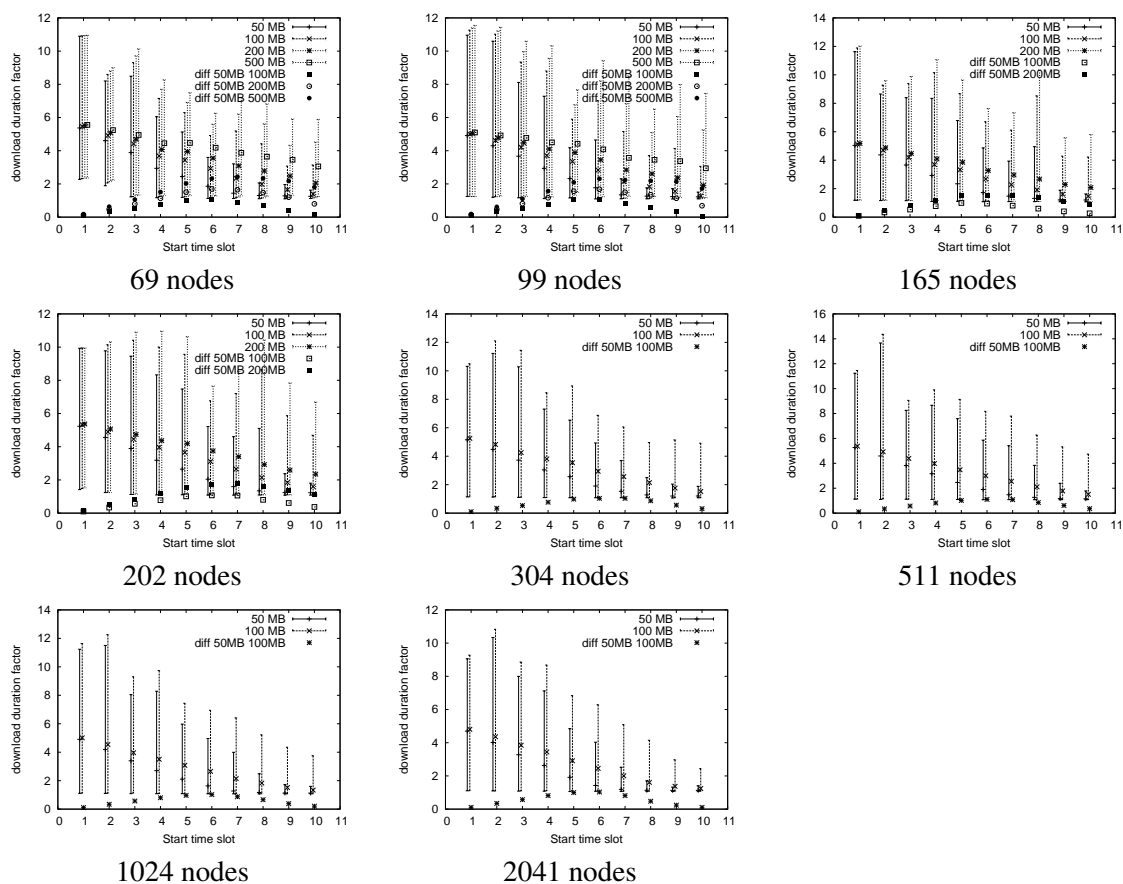 download duration factor
12
10
8
6
4
2
0
0 1 2 3 4 5 6 7 8 9 10 11
Start time slot
50 MB
100 MB
200 MB
500 MB
diff 50MB 100MB
diff 50MB 200MB
diff 50MB 500MB
69 nodes
download duration factor
12
10
8
6
4
2
0
0 1 2 3 4 5 6 7 8 9 10 11
Start time slot
50 MB
100 MB
200 MB
500 MB
diff 50MB 100MB
diff 50MB 200MB
diff 50MB 500MB
99 nodes
download duration factor
14
12
10
8
6
4
2
0
0 1 2 3 4 5 6 7 8 9 10 11
Start time slot
50 MB
100 MB
200 MB
diff 50MB 100MB
diff 50MB 200MB
165 nodes
download duration factor
12
10
8
6
4
2
0
0 1 2 3 4 5 6 7 8 9 10 11
Start time slot
50 MB
100 MB
200 MB
diff 50MB 100MB
diff 50MB 200MB
202 nodes
download duration factor
14
12
10
8
6
4
2
0
0 1 2 3 4 5 6 7 8 9 10 11
Start time slot
50 MB
100 MB
diff 50MB 100MB
304 nodes
download duration factor
16
14
12
10
8
6
4
2
0
0 1 2 3 4 5 6 7 8 9 10 11
Start time slot
50 MB
100 MB
diff 50MB 100MB
511 nodes
download duration factor
14
12
10
8
6
4
2
0
0 1 2 3 4 5 6 7 8 9 10 11
Start time slot
50 MB
100 MB
diff 50MB 100MB
1024 nodes
download duration factor
12
10
8
6
4
2
0
0 1 2 3 4 5 6 7 8 9 10 11
Start time slot
50 MB
100 MB
diff 50MB 100MB
2041 nodes